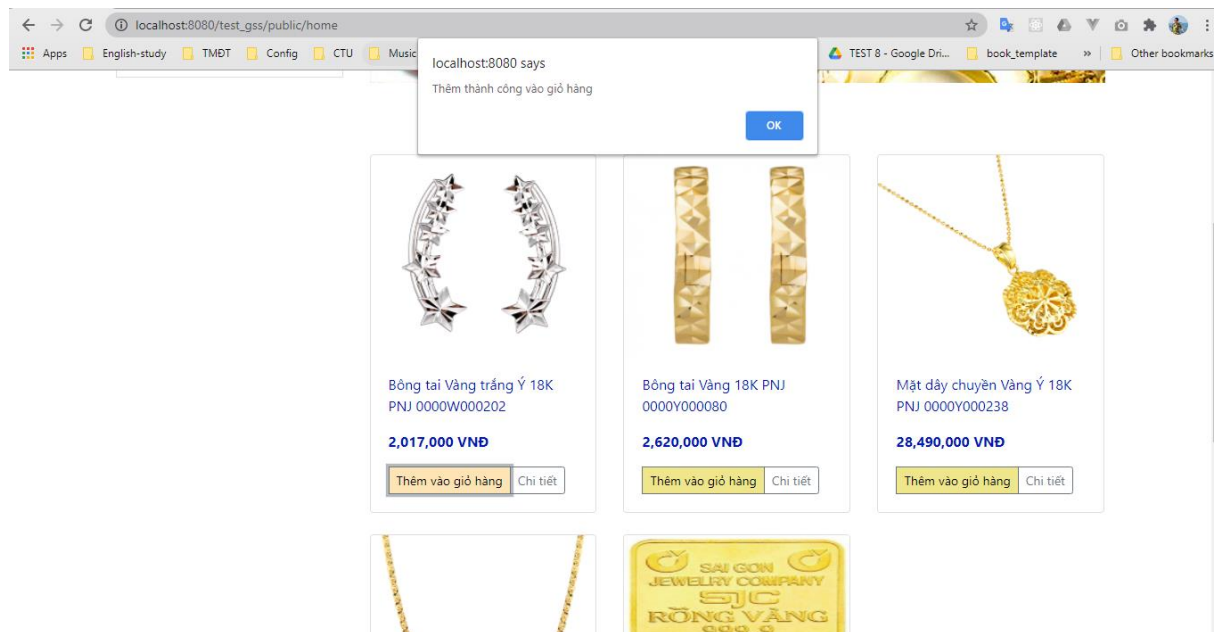 localhost:8080/test_gss/public/home
Apps English-study TMĐT Config CTU Music TEST 8 - Google Dri... book_template » Other bookmarks
localhost:8080 says
Thêm thành công vào giỏ hàng
OK
Bông tai Vàng trắng Ý 18K
PNJ 0000W000202
2,017,000 VNĐ
Thêm vào giỏ hàng Chi tiết
Bông tai Vàng 18K PNJ
0000Y000080
2,620,000 VNĐ
Thêm vào giỏ hàng Chi tiết
Mặt dây chuyền Vàng Ý 18K
PNJ 0000Y000238
28,490,000 VNĐ
Thêm vào giỏ hàng Chi tiết
SAI GON
JEWELRY COMPANY
SJC
RỒNG VÀNG
999.9